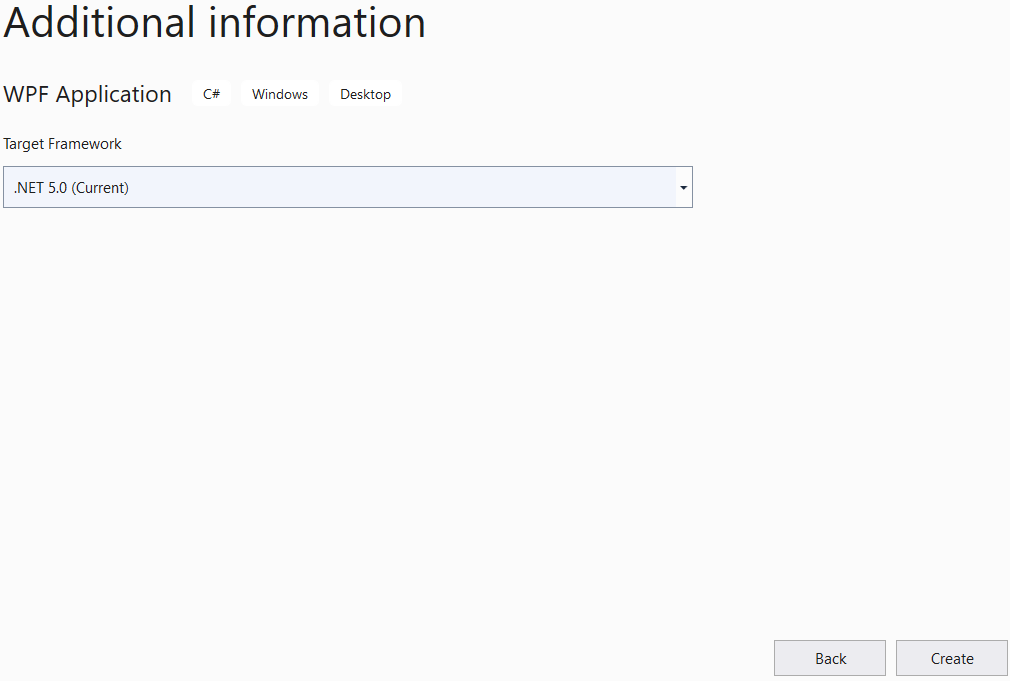 Additional information
WPF Application C# Windows Desktop
Target Framework
.NET 5.0 (Current)
Back Create